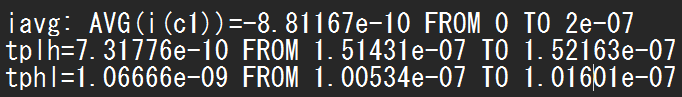 iavg: AVG(i(c1))=-8.81167e-10 FROM 0 TO 2e-07
tplh=7.31776e-10 FROM 1.51431e-07 TO 1.52163e-07
tphl=1.06666e-09 FROM 1.00534e-07 TO 1.01601e-07